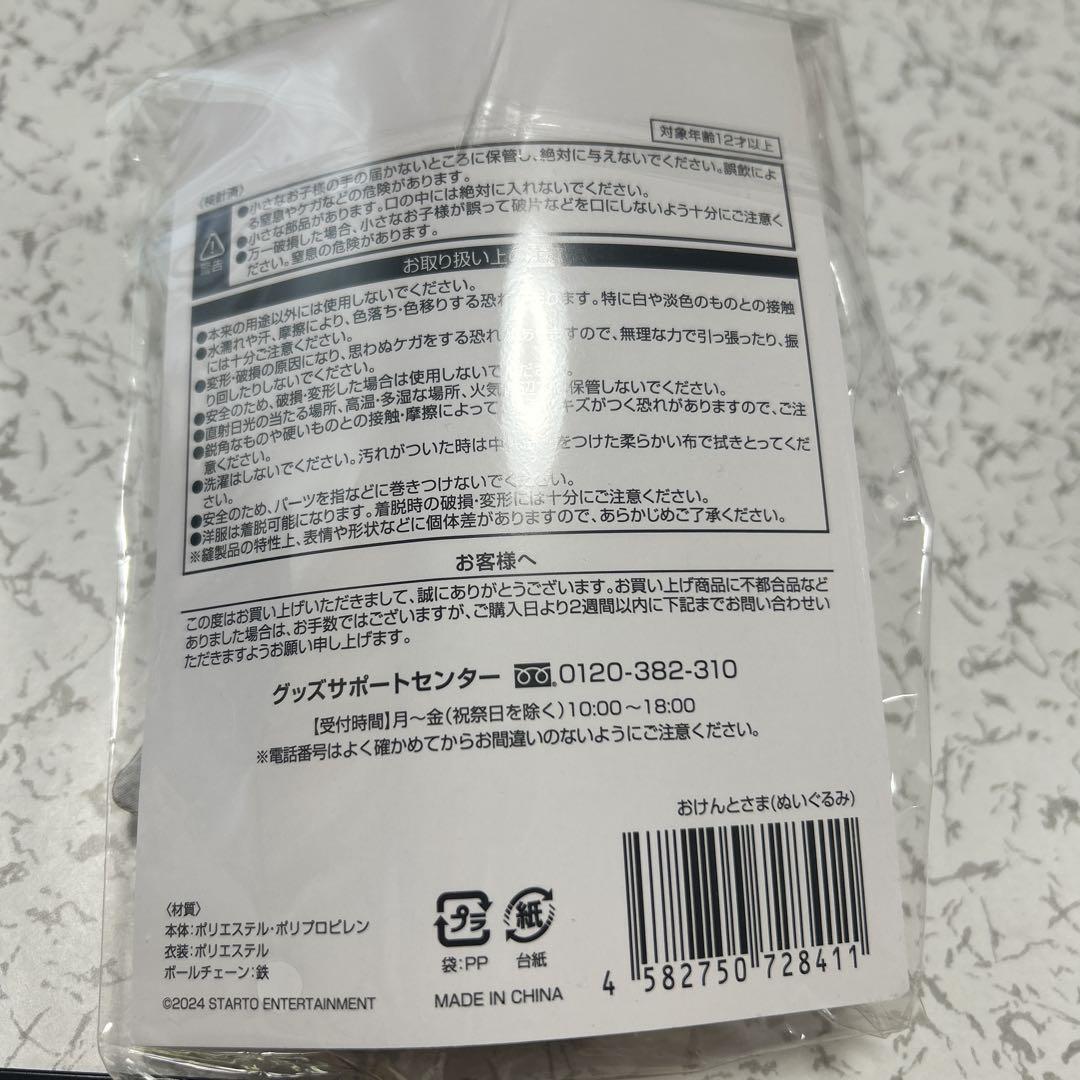 対象年齢12才以上
〈検針済〉
警告
●小さなお子様の手の届かないところに保管し、絶対に与えないでください。誤飲によ
る窒息やケガなどの危険があります。
●小さな部品があります。口の中には絶対に入れないでください。
●万一破損した場合、小さなお子様が誤って破片などを口にしないよう十分にご注意く
ださい。窒息の危険があります。
お取り扱い上の
●本来の用途以外には使用しないでください。
●水濡れや汗、摩擦により、色落ち・色移りする恐れ ります。特に白や淡色のものとの接触
には十分ご注意ください。
●変形・破損の原因になり、思わぬケガをする恐れ ありますので、無理な力で引っ張ったり、振
り回したりしないでください。
●安全のため、破損・変形した場合は使用しないでください。
●直射日光の当たる場所、高温・多湿な場所、火気 保管しないでください。
●鋭角なものや硬いものとの接触・摩擦によって キズがつく恐れがありますので、ご注
意ください。
●洗濯はしないでください。汚れがついた時は中 をつけた柔らかい布で拭きとってくだ
さい。
●安全のため、パーツを指などに巻きつけないでください。
●洋服は着脱可能になります。着脱時の破損・変形には十分にご注意ください。
※縫製品の特性上、表情や形状などに個体差がありますので、あらかじめご了承ください。
お客様へ
この度はお買い上げいただきまして、誠にありがとうございます。お買い上げ商品に不都合品など
ありました場合は、お手数ではございますが、ご購入日より2週間以内に下記までお問い合わせい
ただきますようお願い申し上げます。
グッズサポートセンター 0120-382-310
【受付時間】月〜金(祝祭日を除く)10:00〜18:00
※電話番号はよく確かめてからお間違いのないようにご注意ください。
おけんとさま(ぬいぐるみ)
4 582750 728411
〈材質〉
本体:ポリエステル・ポリプロピレン
衣装:ポリエステル
ボールチェーン:鉄
©2024 STARTO ENTERTAINMENT
プラ
袋:PP
紙
台紙
MADE IN CHINA